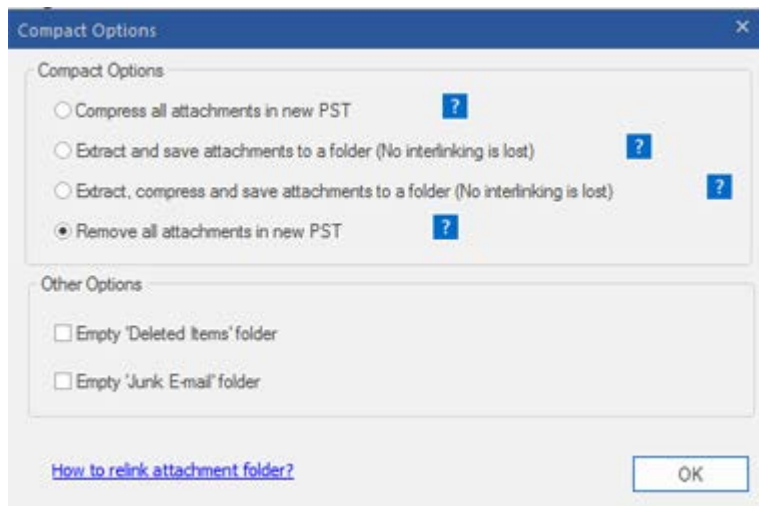 Compact Options
Compact Options
Compress all attachments in new PST ?
Extract and save attachments to a folder (No interlinking is lost) ?
Extract, compress and save attachments to a folder (No interlinking is lost) ?
Remove all attachments in new PST ?
Other Options
Empty 'Deleted Items' folder
Empty 'Junk E-mail' folder
How to relink attachment folder?
OK